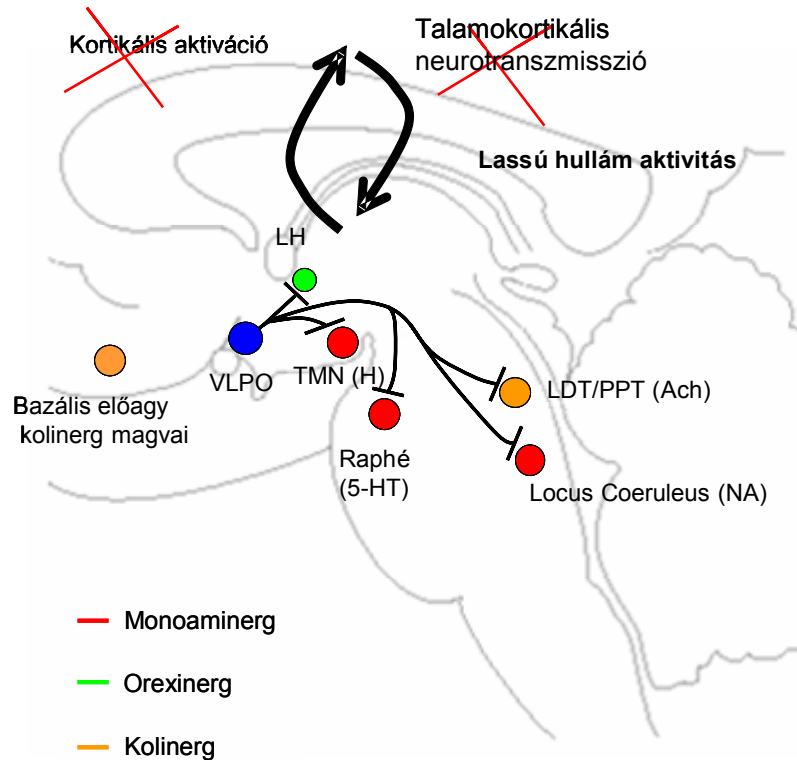 Kortikális aktiváció
Talamokortikális
neurotranszmisszió
Lassú hullám aktivitás
LH
VLPO
TMN (H)
LDT/PPT (Ach)
Bazális előagy
kolinerg magvai
Raphé
(5-HT)
Locus Coeruleus (NA)
Monoaminerg
Orexinerg
Kolinerg